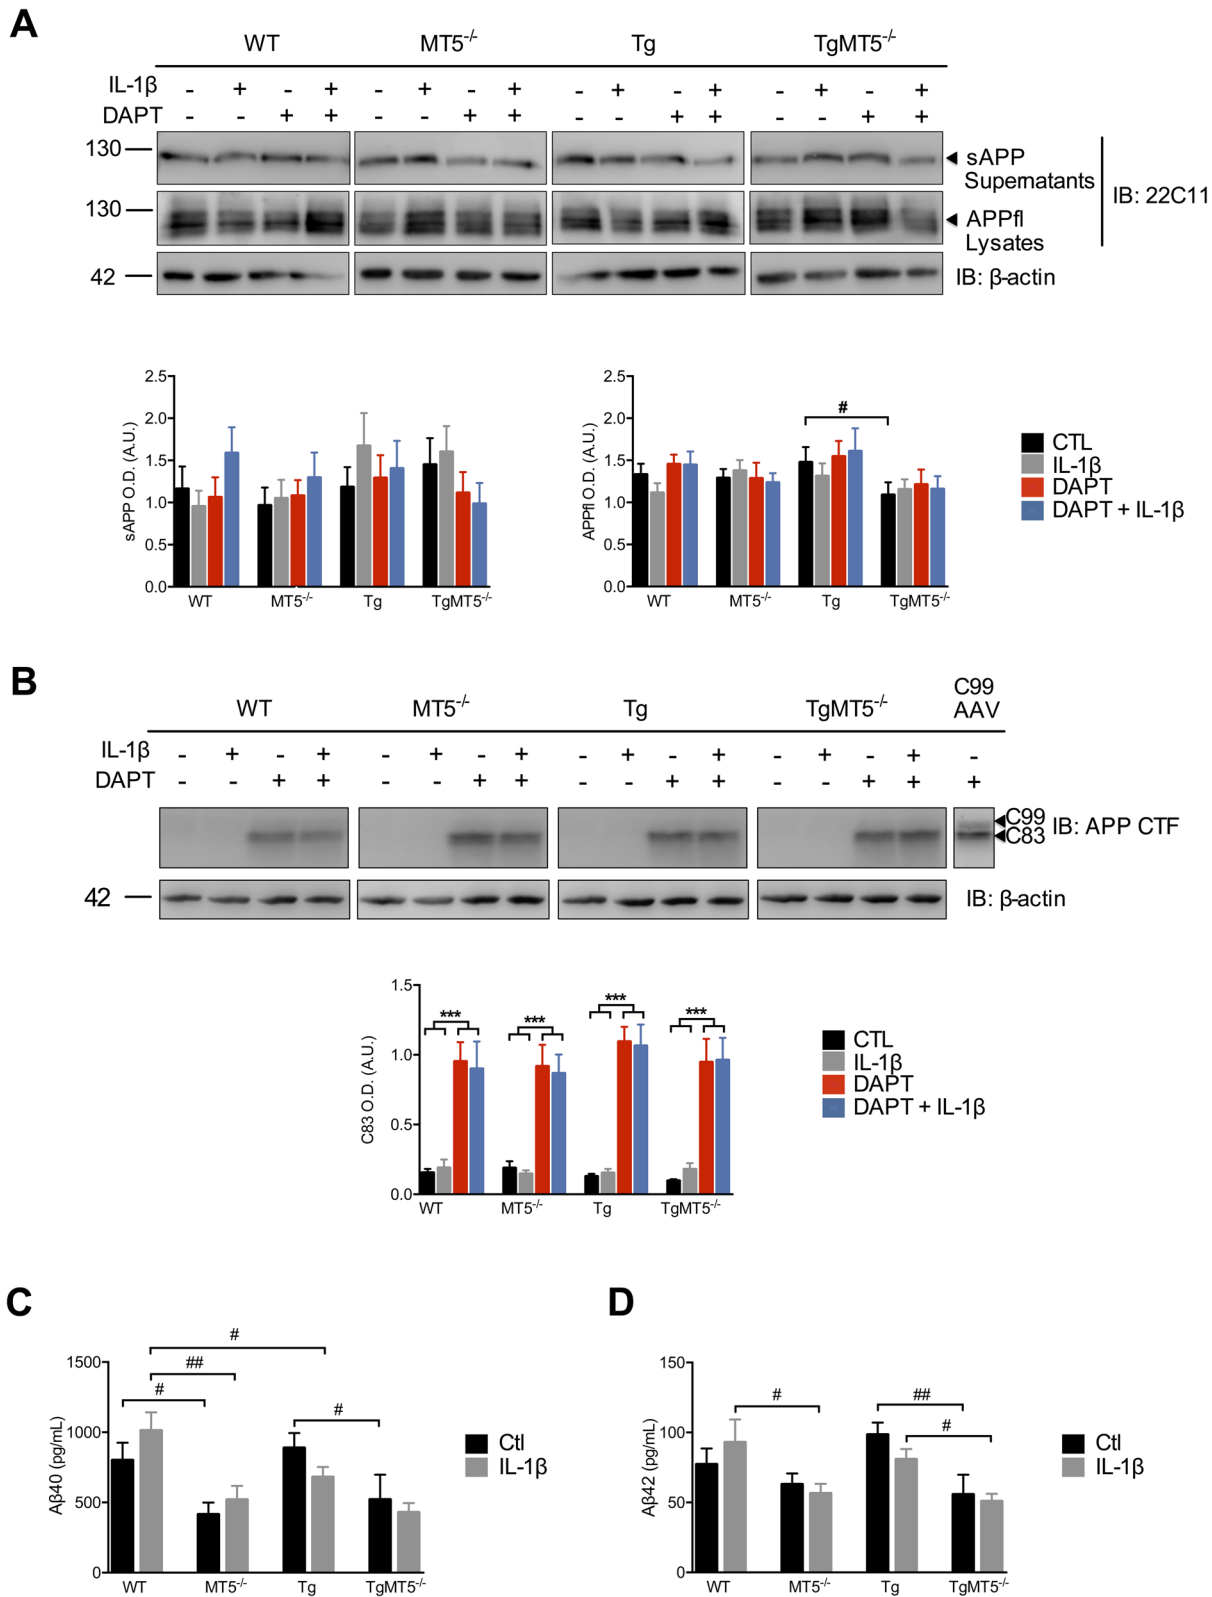 A
WT MT5-/- Tg TgMT5-/-
IL-1β - + - + - + - + - + - + - + - +
DAPT - - + + - - + + - - + + - - + +
130 sAPP
Supernatants
130 APPfl
Lysates
IB: 22C11
42 IB: β-actin
2.5 2.5
2.0 2.0 #
1.5 1.5
1.0 1.0
0.5 0.5
0.0 0.0
sAPP O.D. (A.U.) APPfl O.D. (A.U.)
WT MT5-/- Tg TgMT5-/- WT MT5-/- Tg TgMT5-/-
CTL
IL-1β
DAPT
DAPT + IL-1β
B
WT MT5-/- Tg TgMT5-/- C99
AAV
IL-1β - + - + - + - + - + - + - + - + -
DAPT - - + + - - + + - - + + - - + + +
C99
C83
IB: APP CTF
42 IB: β-actin
1.5
*** *** *** ***
1.0
0.5
0.0
C83 O.D. (A.U.)
WT MT5-/- Tg TgMT5-/-
CTL
IL-1β
DAPT
DAPT + IL-1β
C
#
##
# #
1500
1000
500
0
Aβ40 (pg/mL)
WT MT5-/- Tg TgMT5-/-
Ctl
IL-1β
D
# ##
#
150
100
50
0
Aβ42 (pg/mL)
WT MT5-/- Tg TgMT5-/-
Ctl
IL-1β